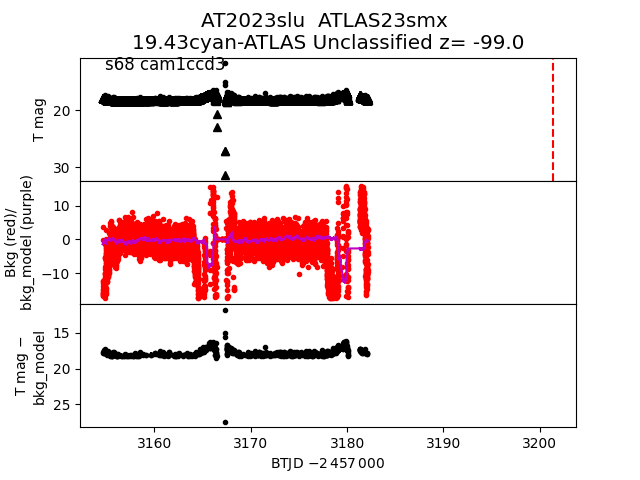 AT2023slu  ATLAS23smx
19.43cyan-ATLAS Unclassified z= -99.0
s68 cam1ccd3
T mag
20
30
Bkg (red)/
bkg_model (purple)
10
0
−10
T mag −
bkg_model
15
20
25
3160
3170
3180
3190
3200
BTJD −2 457 000